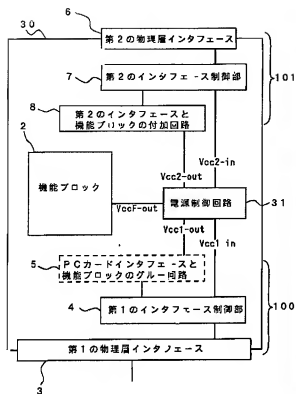 30
6
第2の物理層インタフェース
7
第2のインタフェース制御部
101
8
第2のインタフェースと
機能ブロックの付加回路
2
Vcc2-in
Vcc2-out
機能ブロック
電源制御回路
VccF-out
31
Vcc1-out
Vcc1 in
PCカードインタフェースと
機能ブロックのグルー回路
5
4
第1のインタフェース制御部
100
第1の物理層インタフェース
3